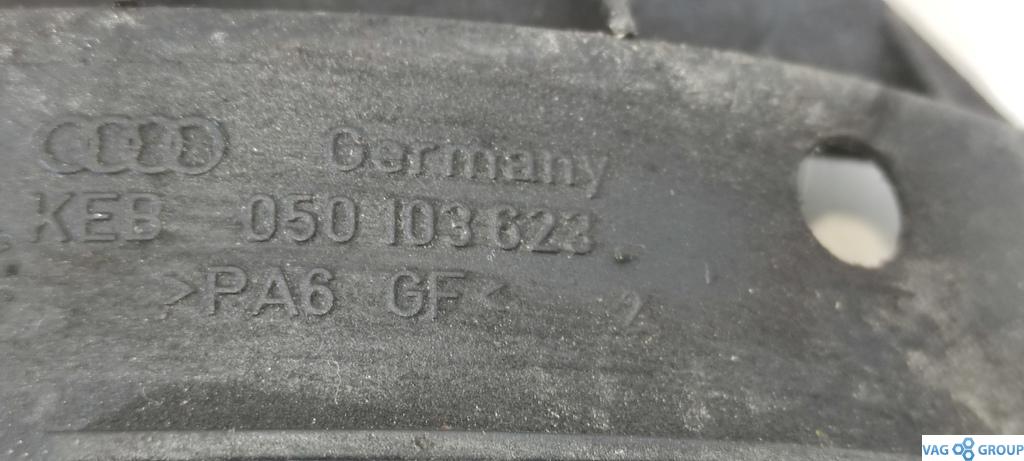 Germany
KEB 050 103 623
>PA6 GF< 2
VAG GROUP